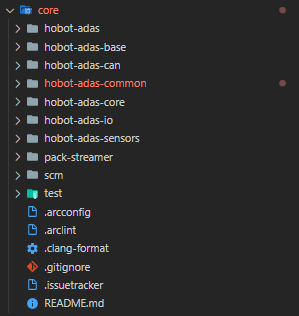 core
hobot-adas
hobot-adas-base
hobot-adas-can
hobot-adas-common
hobot-adas-core
hobot-adas-io
hobot-adas-sensors
pack-streamer
scm
test
.arcconfig
.arclint
.clang-format
.gitignore
.issuetracker
README.md